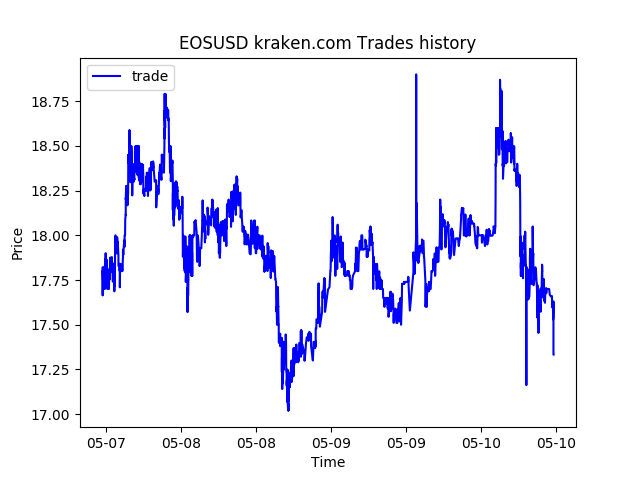 EOSUSD kraken.com Trades history
trade
18.75
18.50
18.25
18.00
17.75
17.50
17.25
17.00
Price
05-07 05-08 05-08 05-09 05-09 05-10 05-10
Time